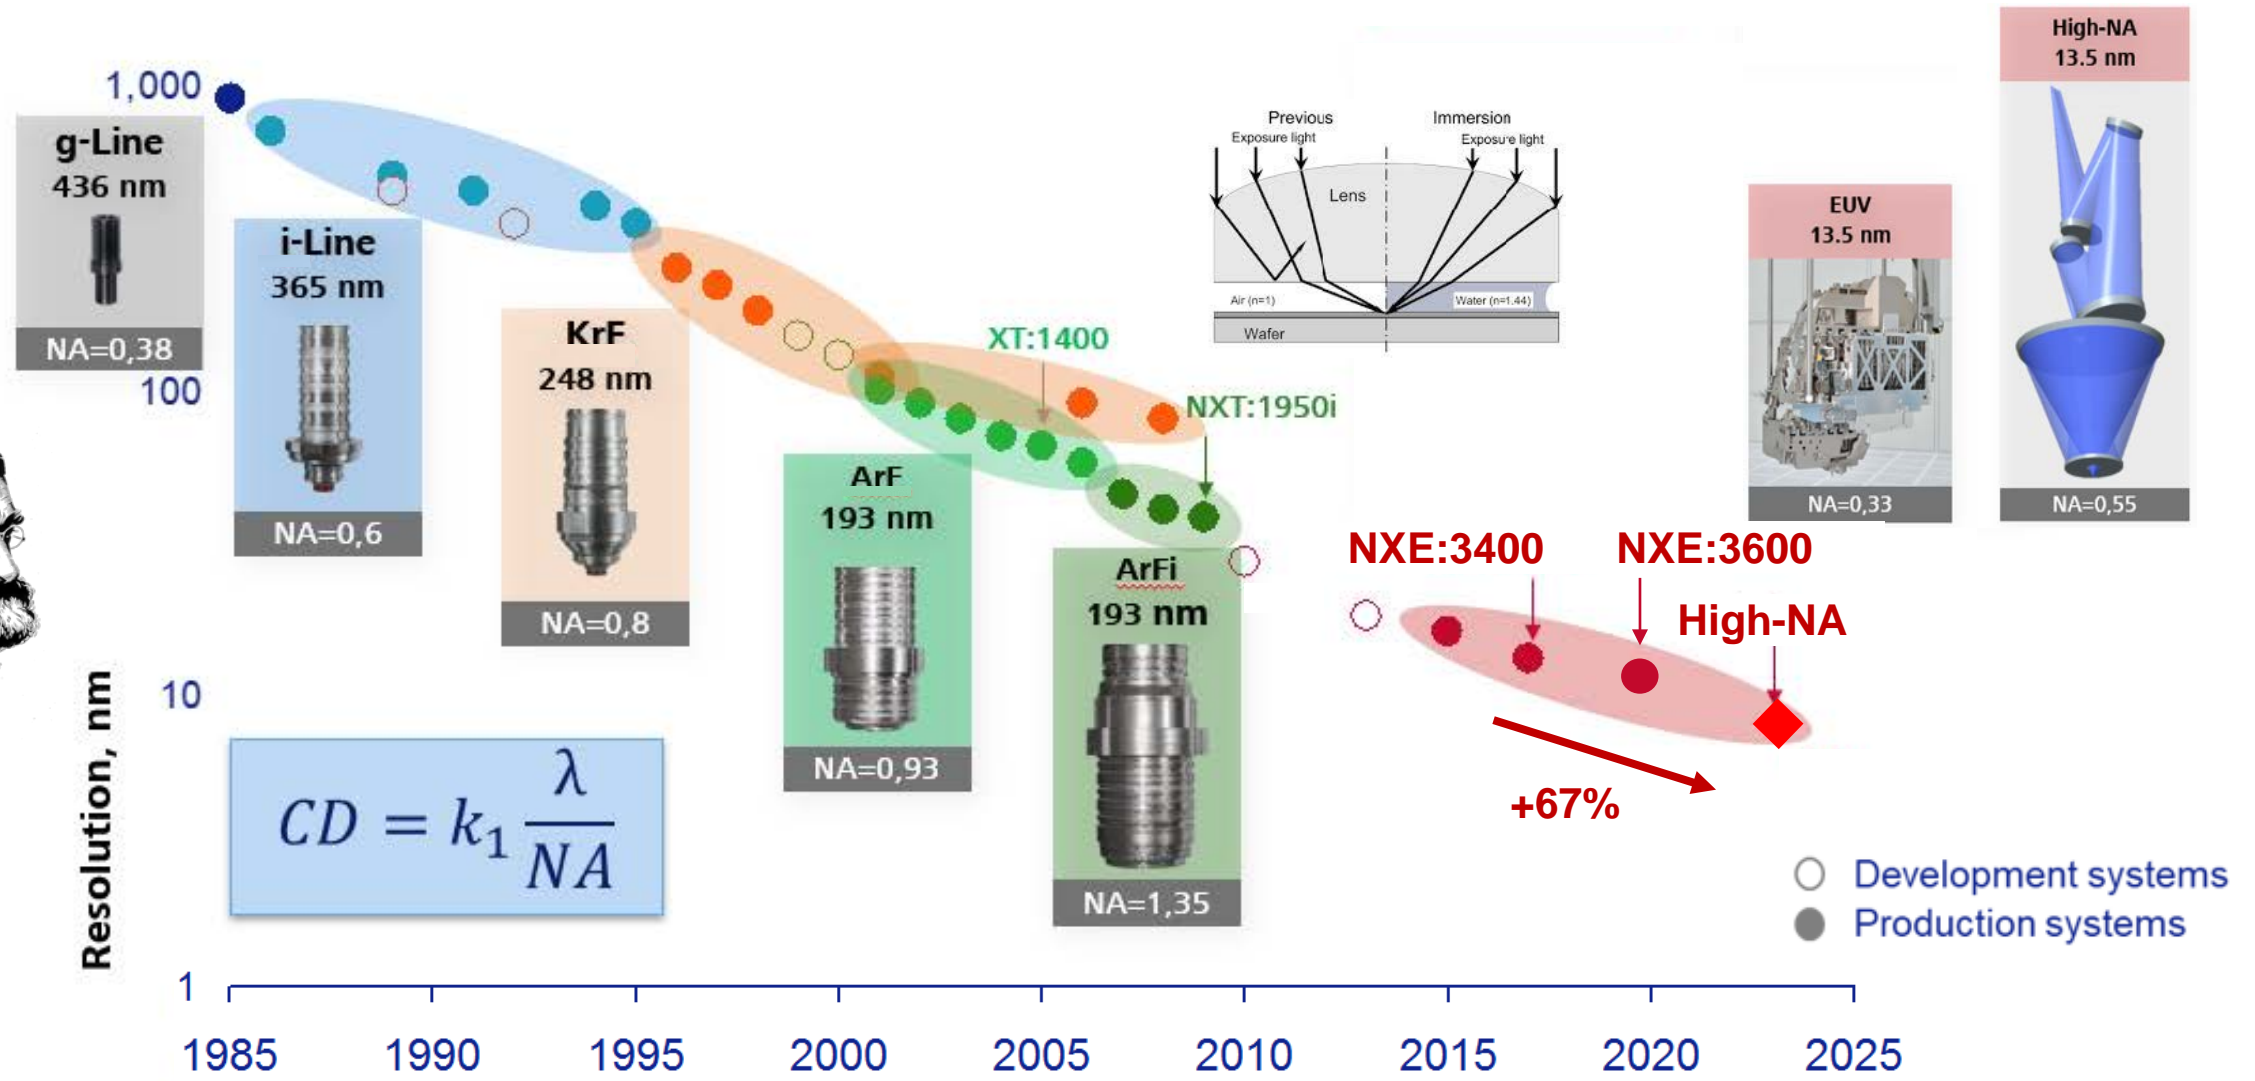 1,000
100
10
1
Resolution, nm
g-Line
436 nm
NA=0,38
i-Line
365 nm
NA=0,6
KrF
248 nm
NA=0,8
ArF
193 nm
NA=0,93
ArFi
193 nm
NA=1,35
XT:1400
NXT:1950i
Previous
Exposure light
Immersion
Exposure light
Lens
Air (n=1)
Water (n=1.44)
Wafer
EUV
13.5 nm
NA=0,33
High-NA
13.5 nm
NA=0,55
NXE:3400
NXE:3600
High-NA
+67%
CD = k₁ λ/NA
Development systems
Production systems
1985 1990 1995 2000 2005 2010 2015 2020 2025